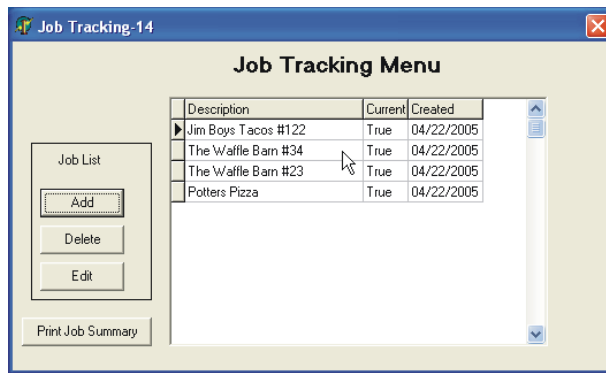 Job Tracking-14
Job Tracking Menu
Description Current Created
Jim Boys Tacos #122 True 04/22/2005
The Waffle Barn #34 True 04/22/2005
The Waffle Barn #23 True 04/22/2005
Potters Pizza True 04/22/2005
Job List
Add
Delete
Edit
Print Job Summary